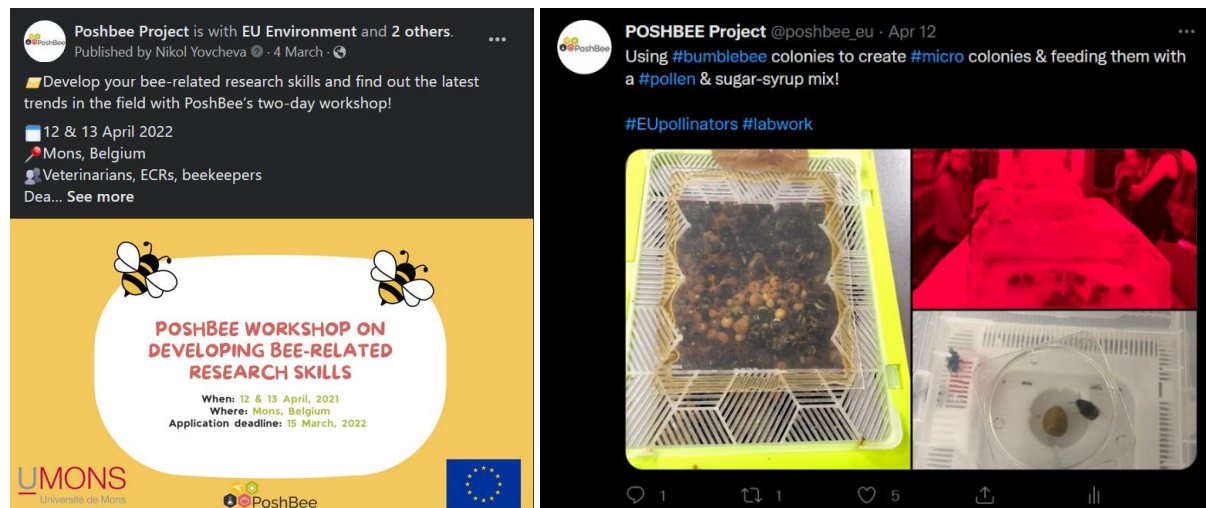 Poshbee Project is with EU Environment and 2 others.
Published by Nikol Yovcheva · 4 March ·
Develop your bee-related research skills and find out the latest
trends in the field with PoshBee's two-day workshop!
12 & 13 April 2022
Mons, Belgium
Veterinarians, ECRs, beekeepers
Dea... See more
POSHBEE WORKSHOP ON
DEVELOPING BEE-RELATED
RESEARCH SKILLS
When: 12 & 13 April, 2021
Where: Mons, Belgium
Application deadline: 15 March, 2022
UMONS
Université de Mons
PoshBee
PoshBee
POSHBEE Project @poshbee_eu · Apr 12
Using #bumblebee colonies to create #micro colonies & feeding them with
a #pollen & sugar-syrup mix!
#EUpollinators #labwork
PoshBee
1 1 5